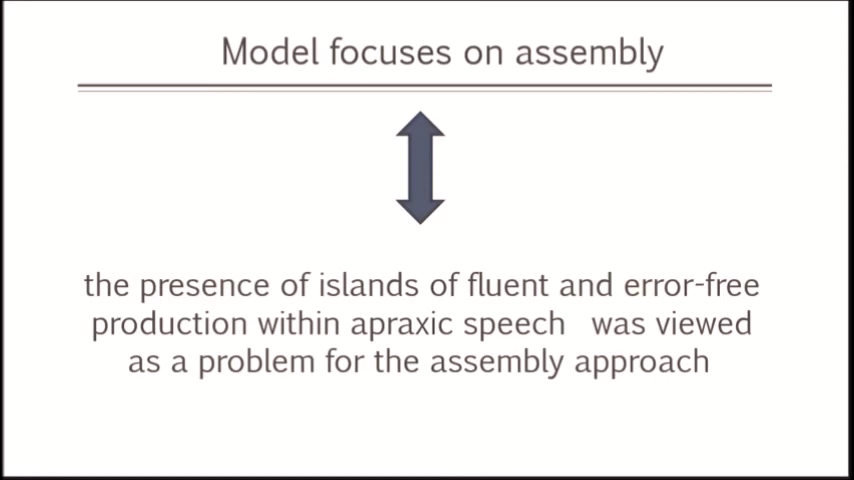 Model focuses on assembly
the presence of islands of fluent and error-free
production within apraxic speech was viewed
as a problem for the assembly approach